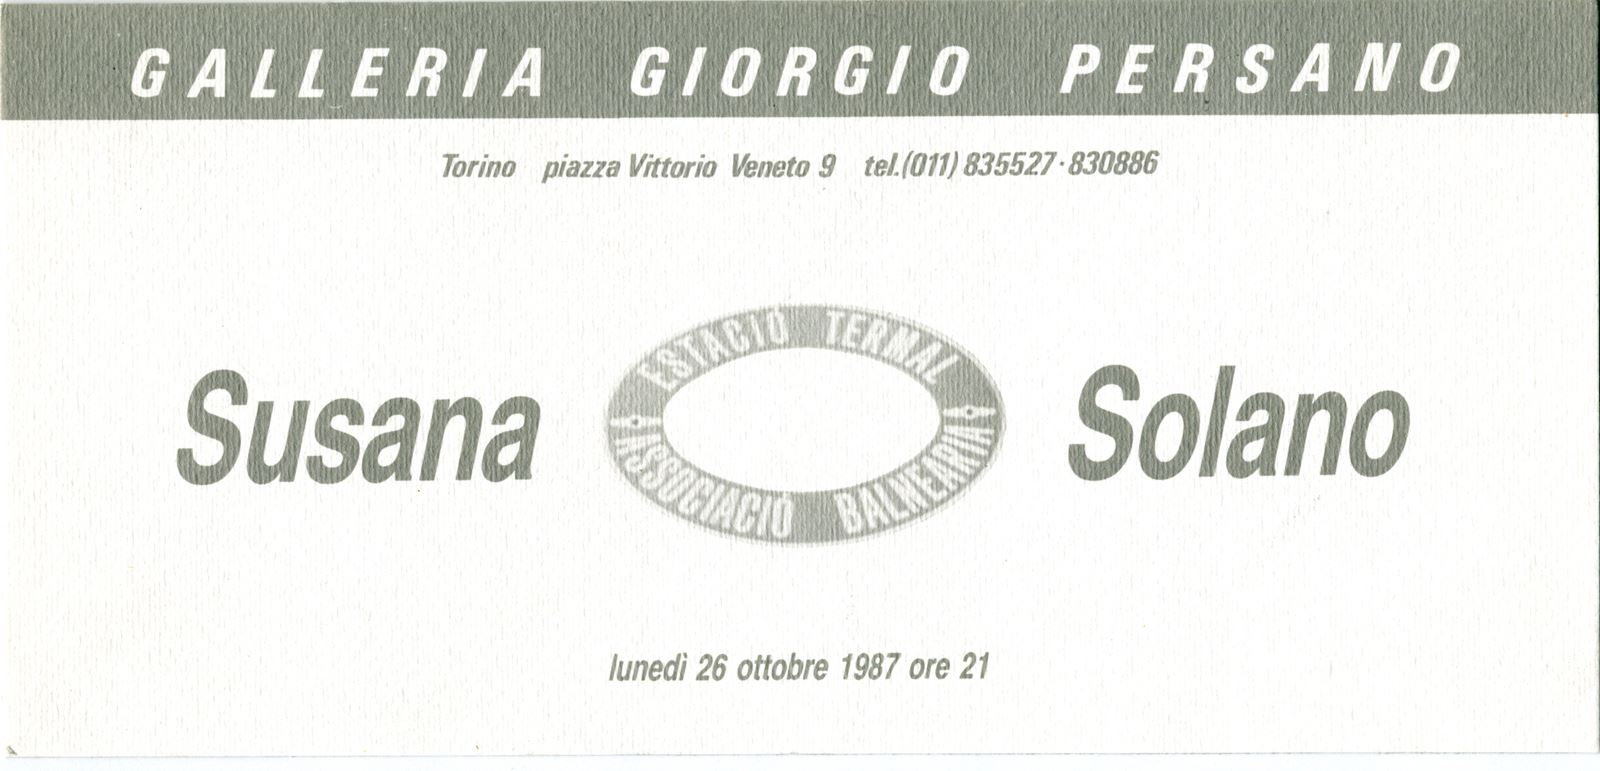 GALLERIA GIORGIO PERSANO
Torino piazza Vittorio Veneto 9 tel.(011) 835527·830886
Susana Solano
ESTACIÓ TERMAL
ASSOCIACIÓ BALNEARIA
lunedì 26 ottobre 1987 ore 21